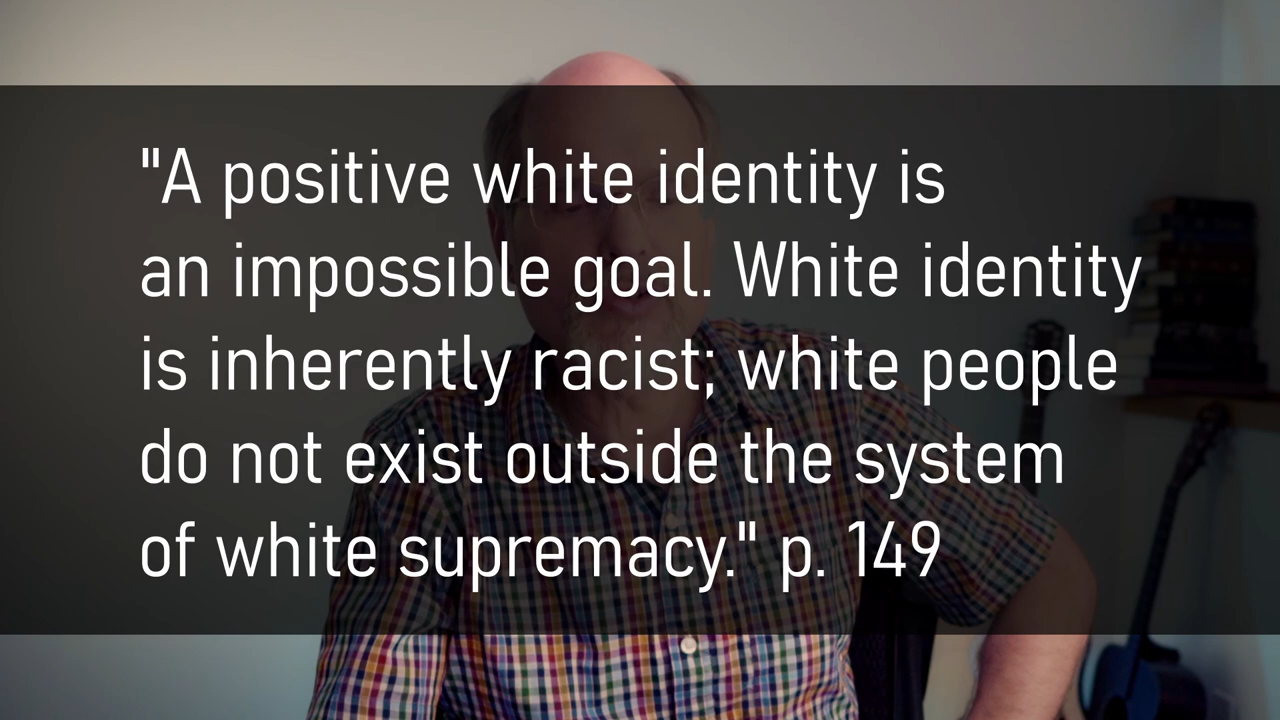 "A positive white identity is
an impossible goal. White identity
is inherently racist; white people
do not exist outside the system
of white supremacy." p. 149